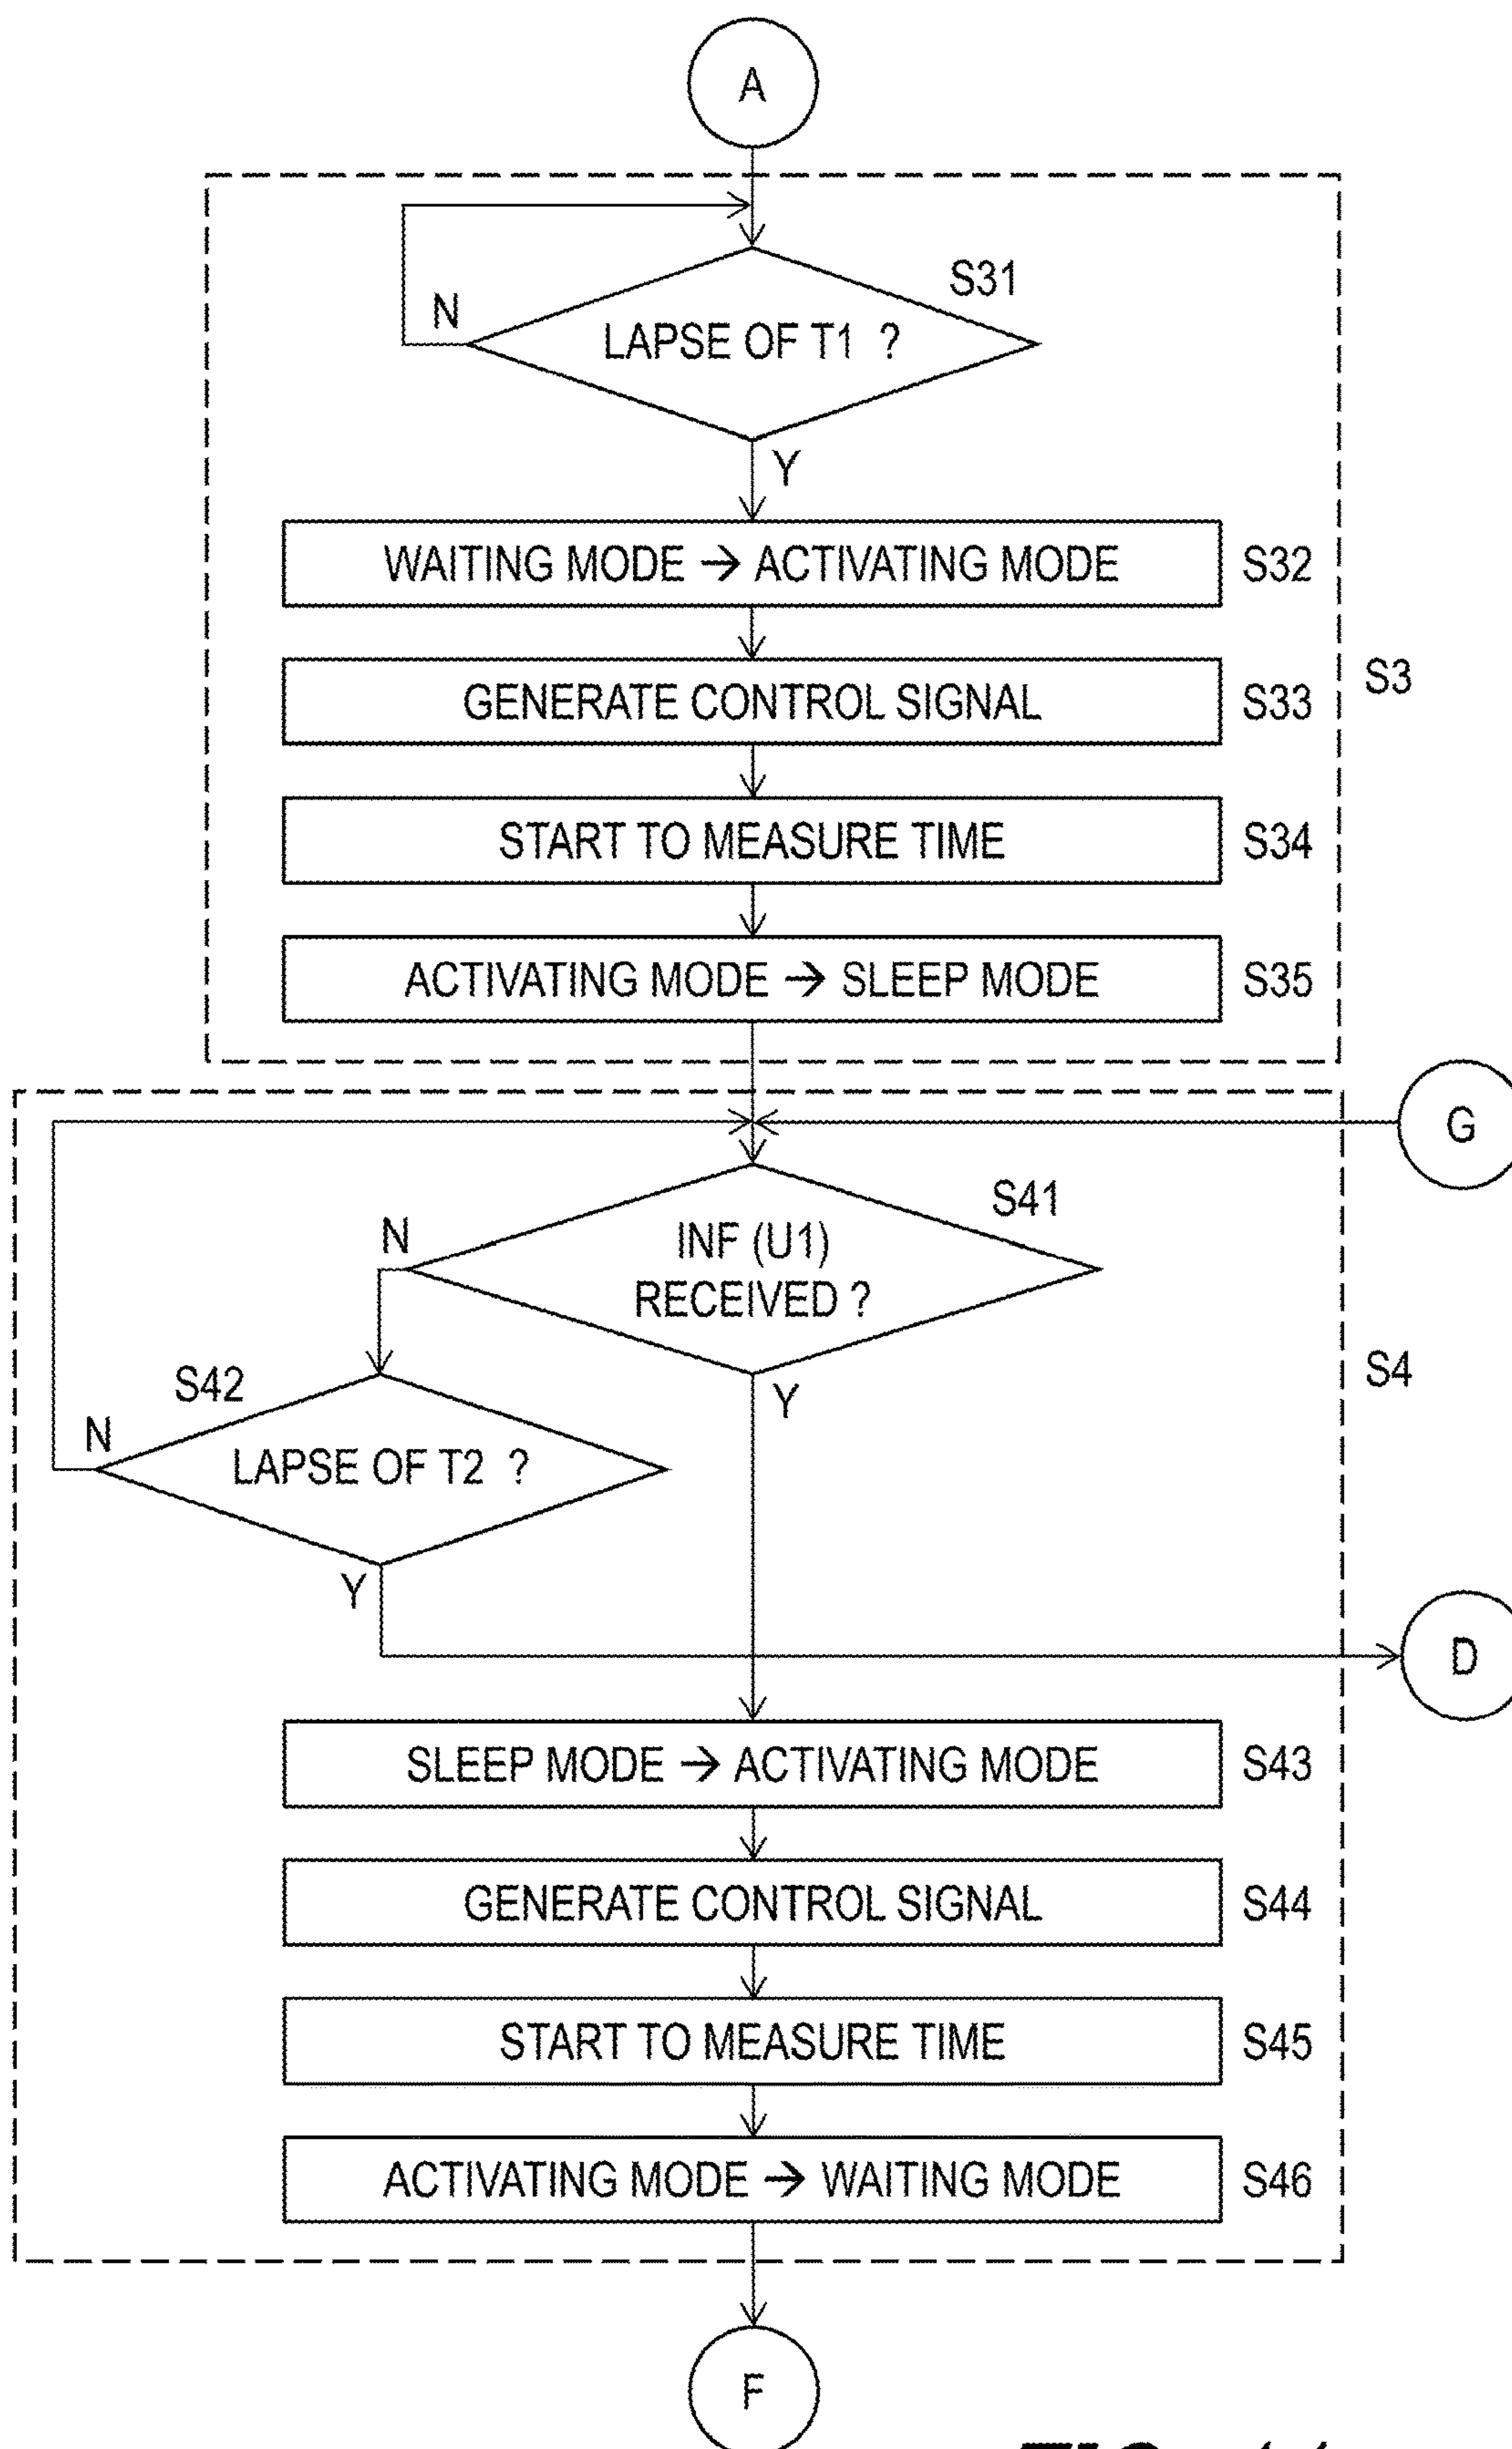 A
S31
N
LAPSE OF T1 ?
Y
WAITING MODE → ACTIVATING MODE
S32
S3
GENERATE CONTROL SIGNAL
S33
START TO MEASURE TIME
S34
ACTIVATING MODE → SLEEP MODE
S35
G
S41
N
INF (U1)
RECEIVED ?
S4
S42
Y
N
LAPSE OF T2 ?
Y
D
SLEEP MODE → ACTIVATING MODE
S43
GENERATE CONTROL SIGNAL
S44
START TO MEASURE TIME
S45
ACTIVATING MODE → WAITING MODE
S46
F